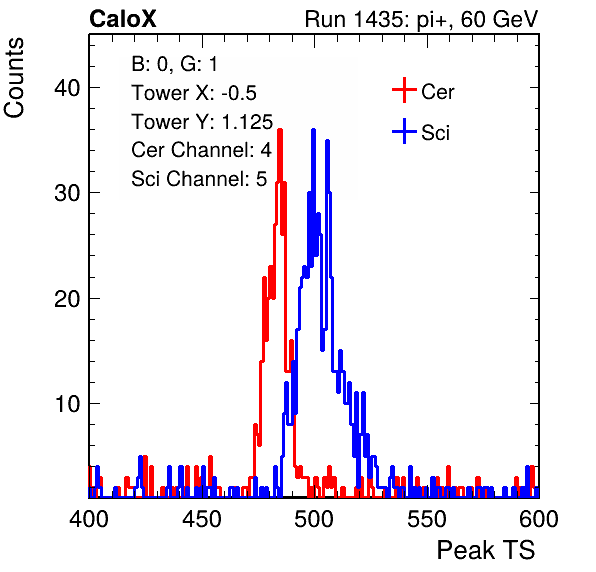 CaloX Run 1435: pi+, 60 GeV
Counts
B: 0, G: 1
Tower X: -0.5
Tower Y: 1.125
Cer Channel: 4
Sci Channel: 5
Cer
Sci
40
30
20
10
400 450 500 550 600
Peak TS